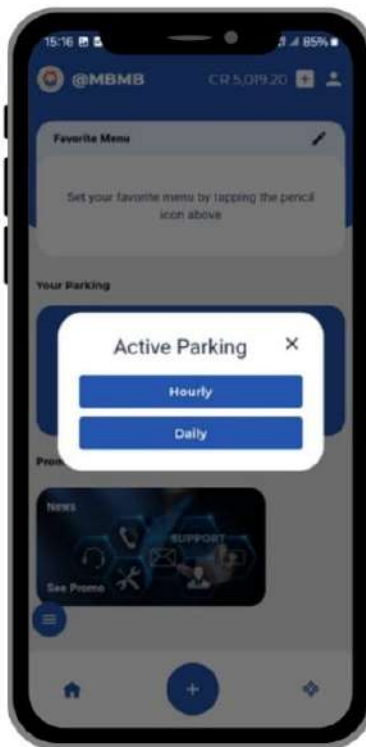 15:16
85%
@MBMB
CR 5,019.20
Favorite Menu
Set your favorite menu by tapping the pencil
icon above
Your Parking
Active Parking
Hourly
Daily
Prom
News
SUPPORT
See Promo